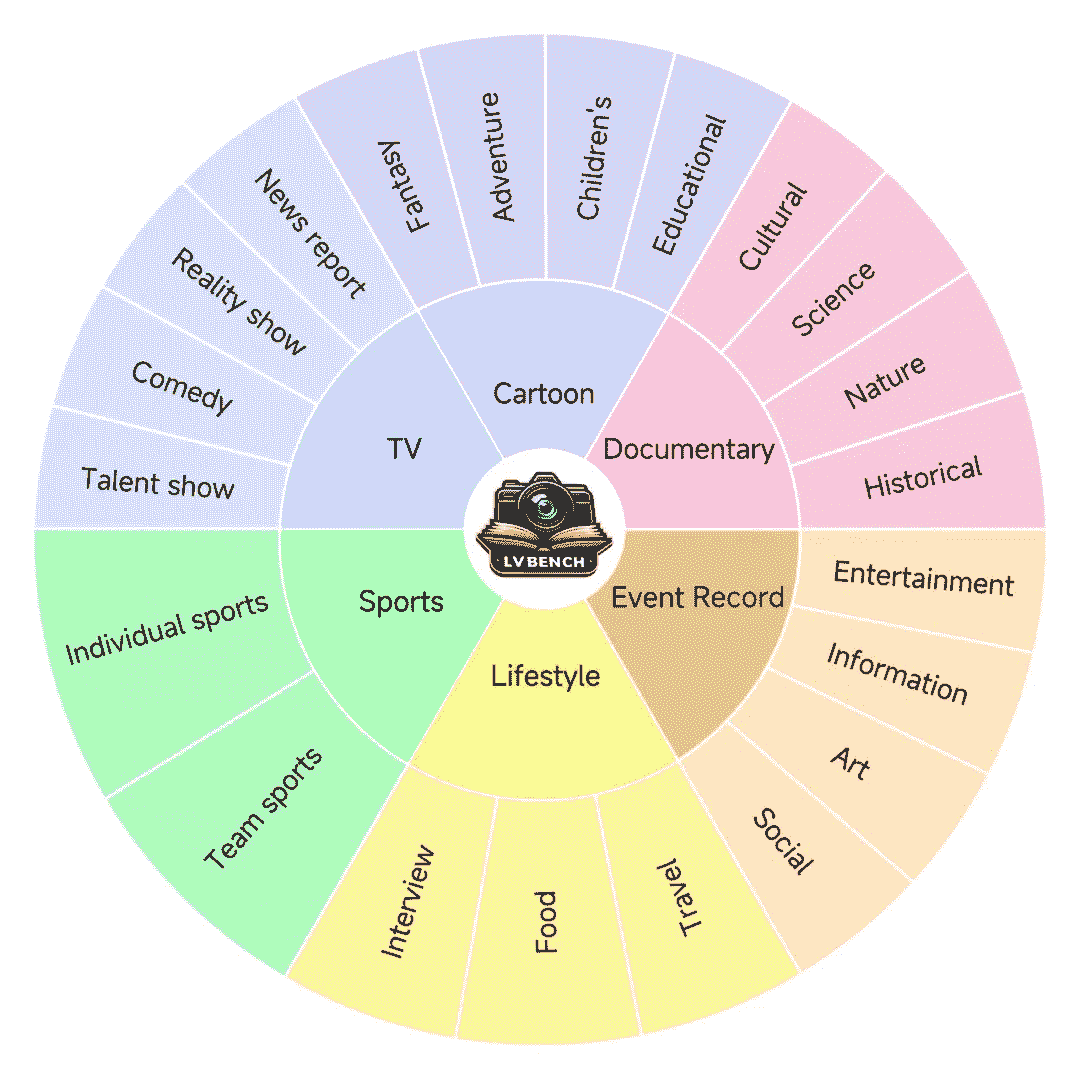 Fantasy
Adventure
Children's
Educational
Cultural
Science
Nature
Historical
Entertainment
Information
Art
Social
Travel
Food
Interview
Team sports
Individual sports
Talent show
Comedy
Reality show
News report
Cartoon
Documentary
Event Record
Lifestyle
Sports
TV
LVBENCH